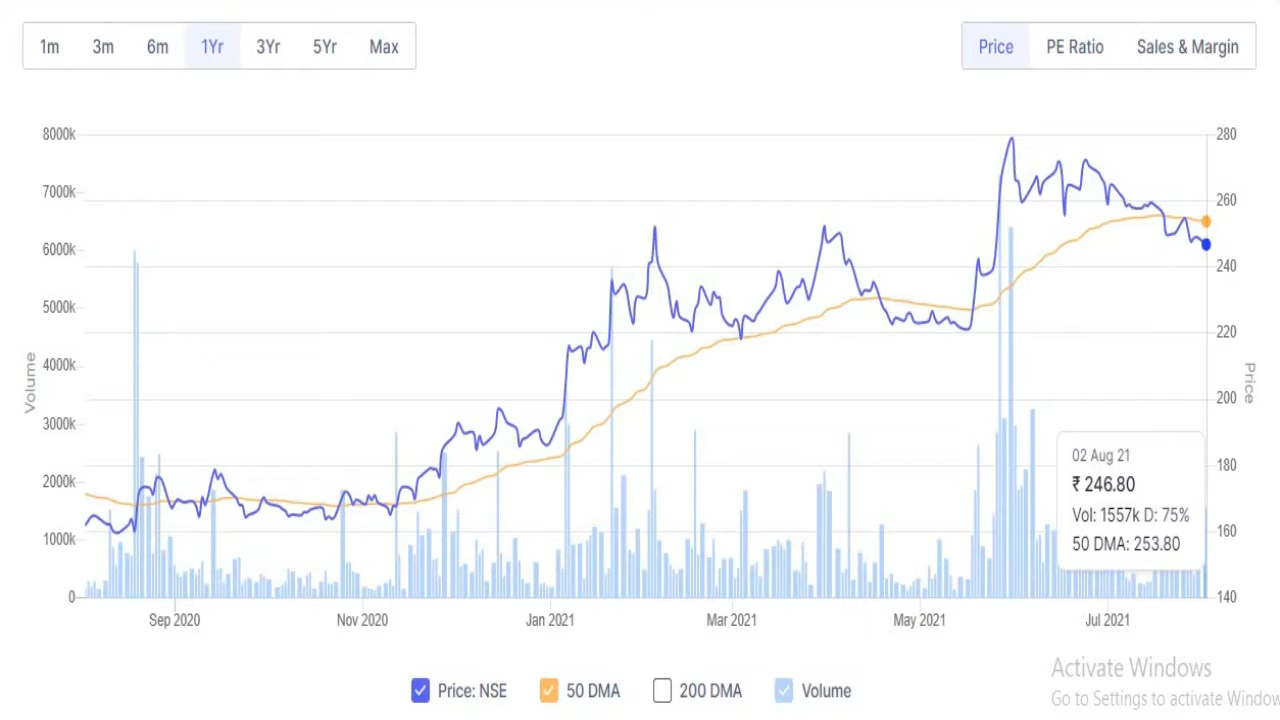 1m 3m 6m 1Yr 3Yr 5Yr Max
Price PE Ratio Sales & Margin
8000k 280
7000k
260
6000k
240
5000k
220
4000k
200
3000k
180
2000k
160
1000k
0 140
Volume
Price
02 Aug 21
₹ 246.80
Vol: 1557k D: 75%
50 DMA: 253.80
Sep 2020 Nov 2020 Jan 2021 Mar 2021 May 2021 Jul 2021
Price: NSE 50 DMA 200 DMA Volume
Activate Windows
Go to Settings to activate Window